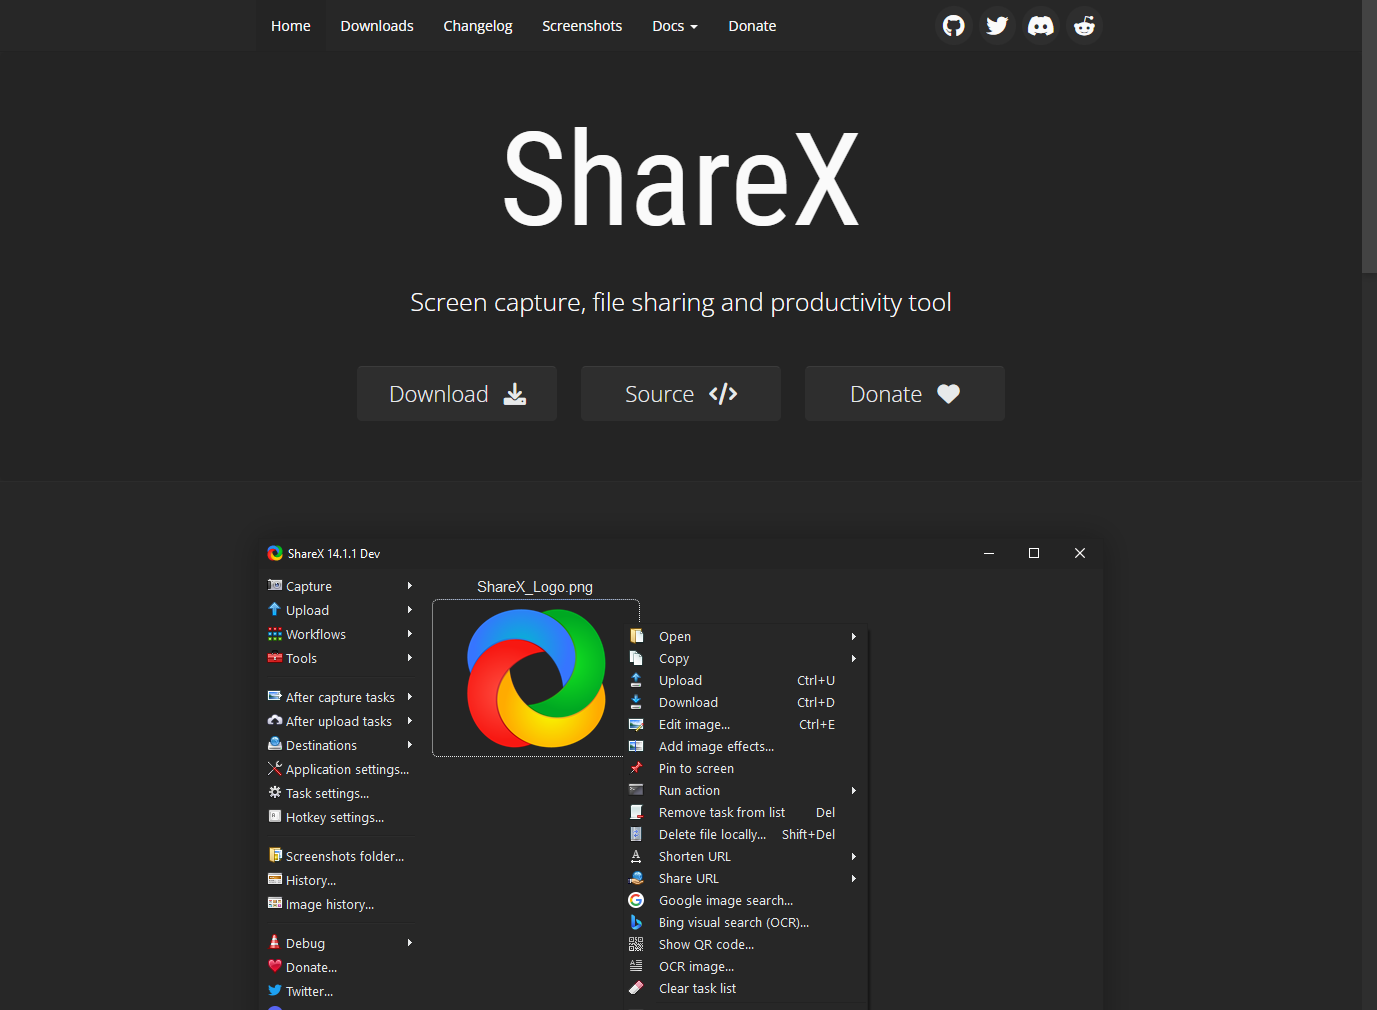 Home Downloads Changelog Screenshots Docs Donate
ShareX
Screen capture, file sharing and productivity tool
Download Source Donate
ShareX 14.1.1 Dev
Capture
Upload
Workflows
Tools
After capture tasks
After upload tasks
Destinations
Application settings...
Task settings...
Hotkey settings...
Screenshots folder...
History...
Image history...
Debug
Donate...
Twitter...
ShareX_Logo.png
Open
Copy
Upload Ctrl+U
Download Ctrl+D
Edit image... Ctrl+E
Add image effects...
Pin to screen
Run action
Remove task from list Del
Delete file locally... Shift+Del
Shorten URL
Share URL
Google image search...
Bing visual search (OCR)...
Show QR code...
OCR image...
Clear task list